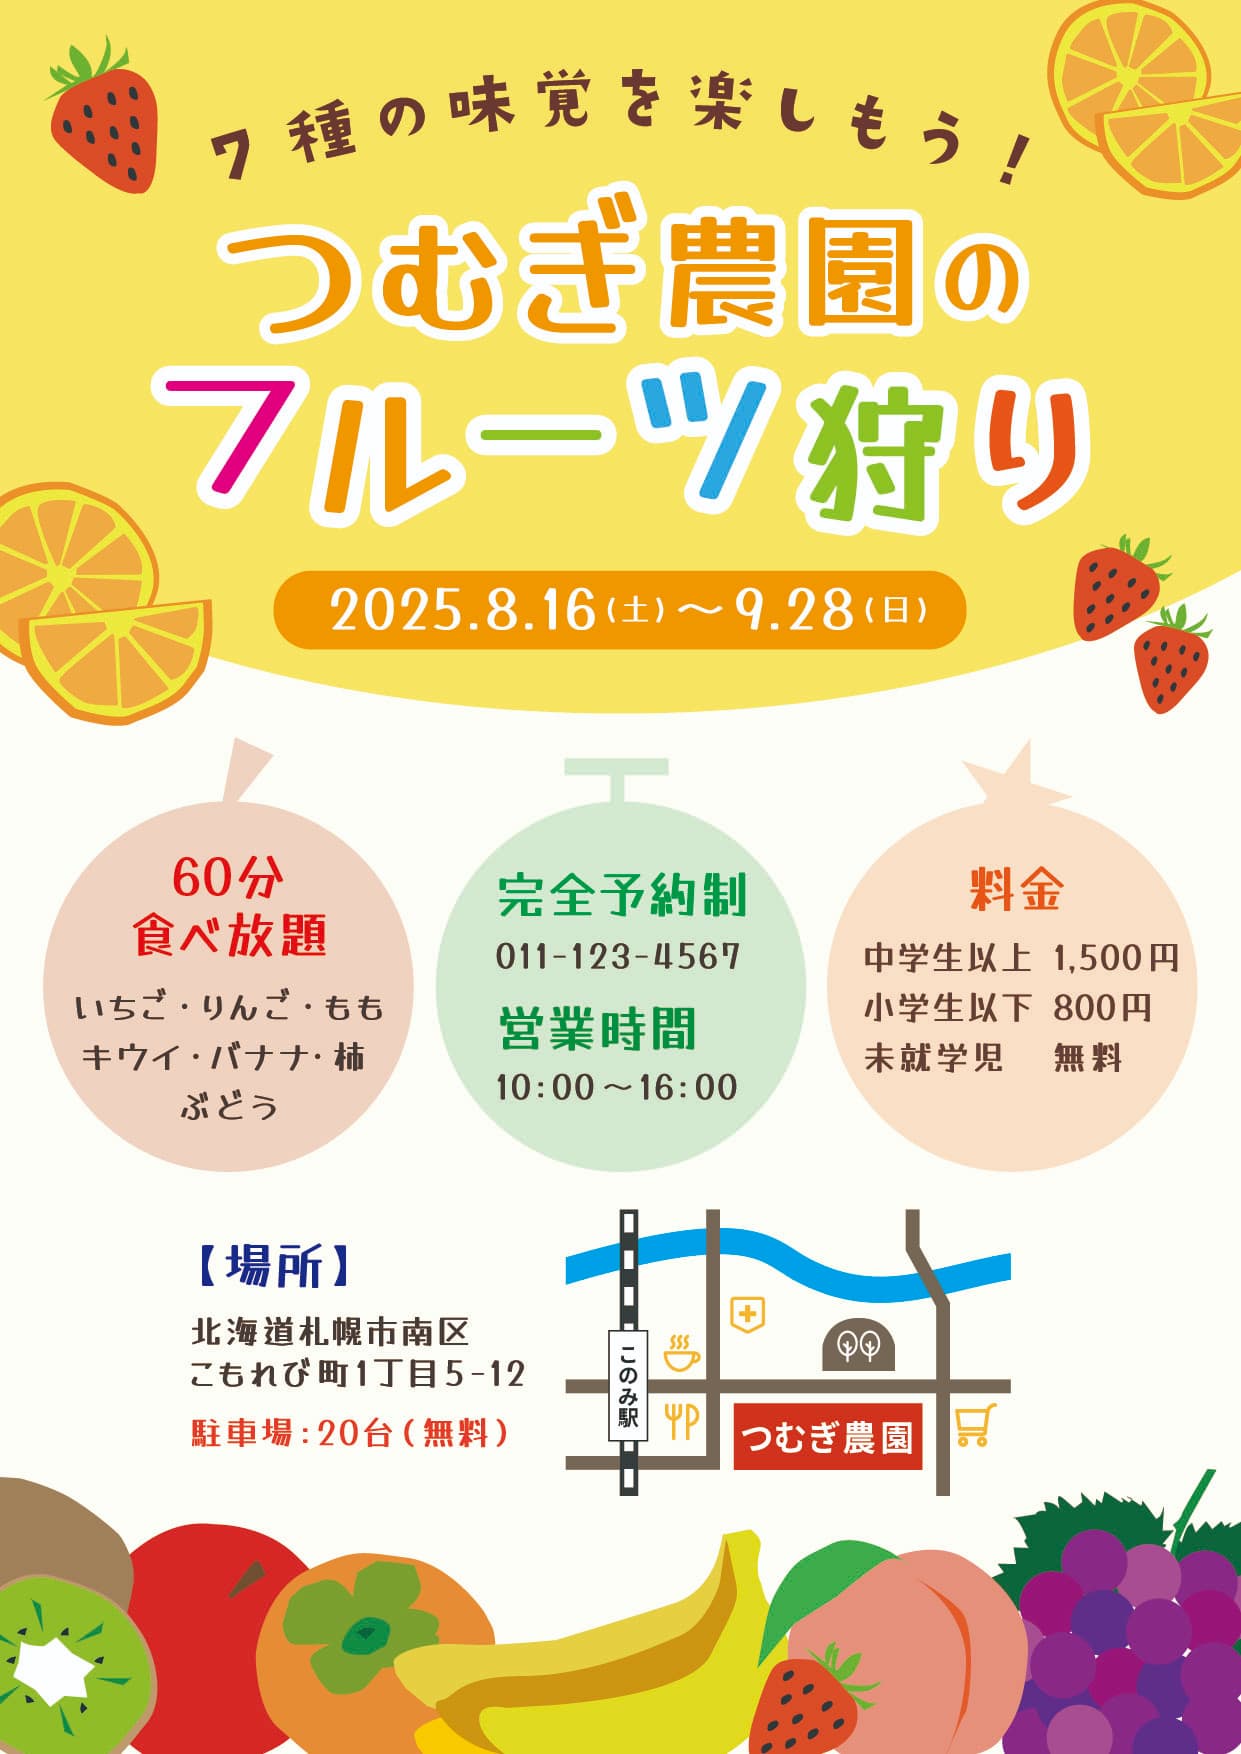 7種の味覚を楽しもう!
つむぎ農園の
フルーツ狩り
2025.8.16(土)〜9.28(日)
60分
食べ放題
いちご・りんご・もも
キウイ・バナナ・柿
ぶどう
完全予約制
011-123-4567
営業時間
10:00〜16:00
料金
中学生以上 1,500円
小学生以下 800円
未就学児 無料
【場所】
北海道札幌市南区
こもれび町1丁目5-12
駐車場:20台(無料)
このみ駅
つむぎ農園